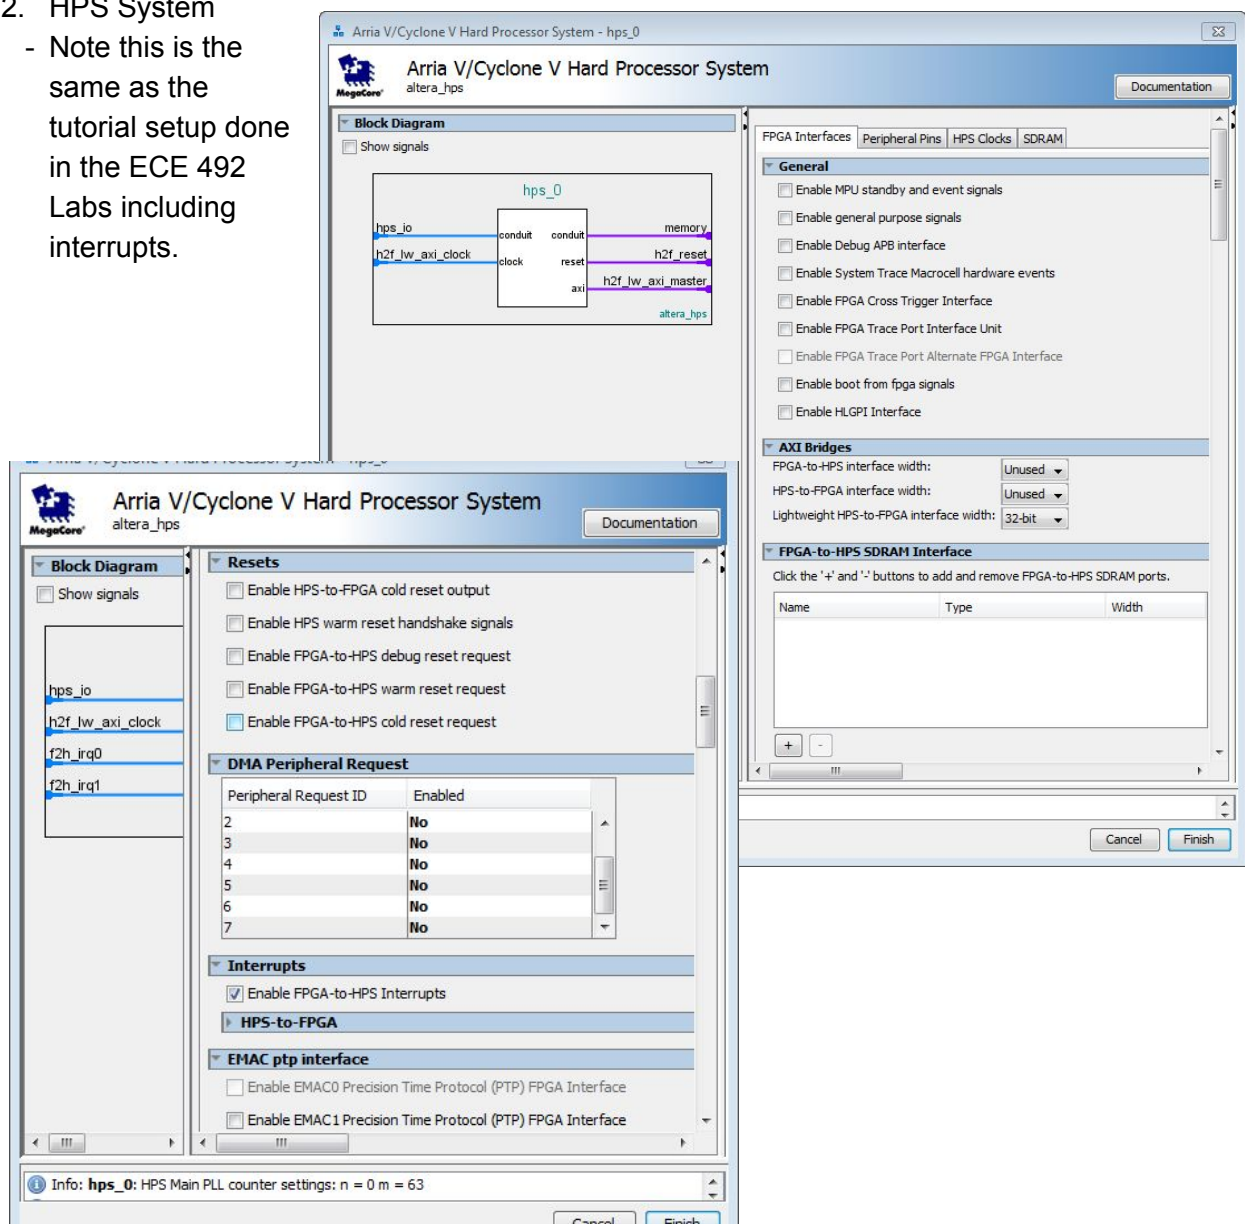 2. HPS System
- Note this is the
same as the
tutorial setup done
in the ECE 492
Labs including
interrupts.
Arria V/Cyclone V Hard Processor System - hps_0
Arria V/Cyclone V Hard Processor System
altera_hps
MegaCore®
Documentation
Block Diagram
Show signals
hps_0
hps_io
conduit conduit
memory
h2f_lw_axi_clock
clock reset
h2f_reset
axi
h2f_lw_axi_master
altera_hps
FPGA Interfaces Peripheral Pins HPS Clocks SDRAM
General
Enable MPU standby and event signals
Enable general purpose signals
Enable Debug APB interface
Enable System Trace Macrocell hardware events
Enable FPGA Cross Trigger Interface
Enable FPGA Trace Port Interface Unit
Enable FPGA Trace Port Alternate FPGA Interface
Enable boot from fpga signals
Enable HLGPI Interface
AXI Bridges
FPGA-to-HPS interface width: Unused
HPS-to-FPGA interface width: Unused
Lightweight HPS-to-FPGA interface width: 32-bit
FPGA-to-HPS SDRAM Interface
Click the '+' and '-' buttons to add and remove FPGA-to-HPS SDRAM ports.
Name Type Width
+ -
Cancel Finish
Arria V/Cyclone V Hard Processor System
altera_hps
MegaCore®
Documentation
Block Diagram
Show signals
hps_io
h2f_lw_axi_clock
f2h_irq0
f2h_irq1
Resets
Enable HPS-to-FPGA cold reset output
Enable HPS warm reset handshake signals
Enable FPGA-to-HPS debug reset request
Enable FPGA-to-HPS warm reset request
Enable FPGA-to-HPS cold reset request
DMA Peripheral Request
Peripheral Request ID Enabled
2 No
3 No
4 No
5 No
6 No
7 No
Interrupts
Enable FPGA-to-HPS Interrupts
HPS-to-FPGA
EMAC ptp interface
Enable EMAC0 Precision Time Protocol (PTP) FPGA Interface
Enable EMAC1 Precision Time Protocol (PTP) FPGA Interface
Info: hps_0: HPS Main PLL counter settings: n = 0 m = 63
Cancel Finish